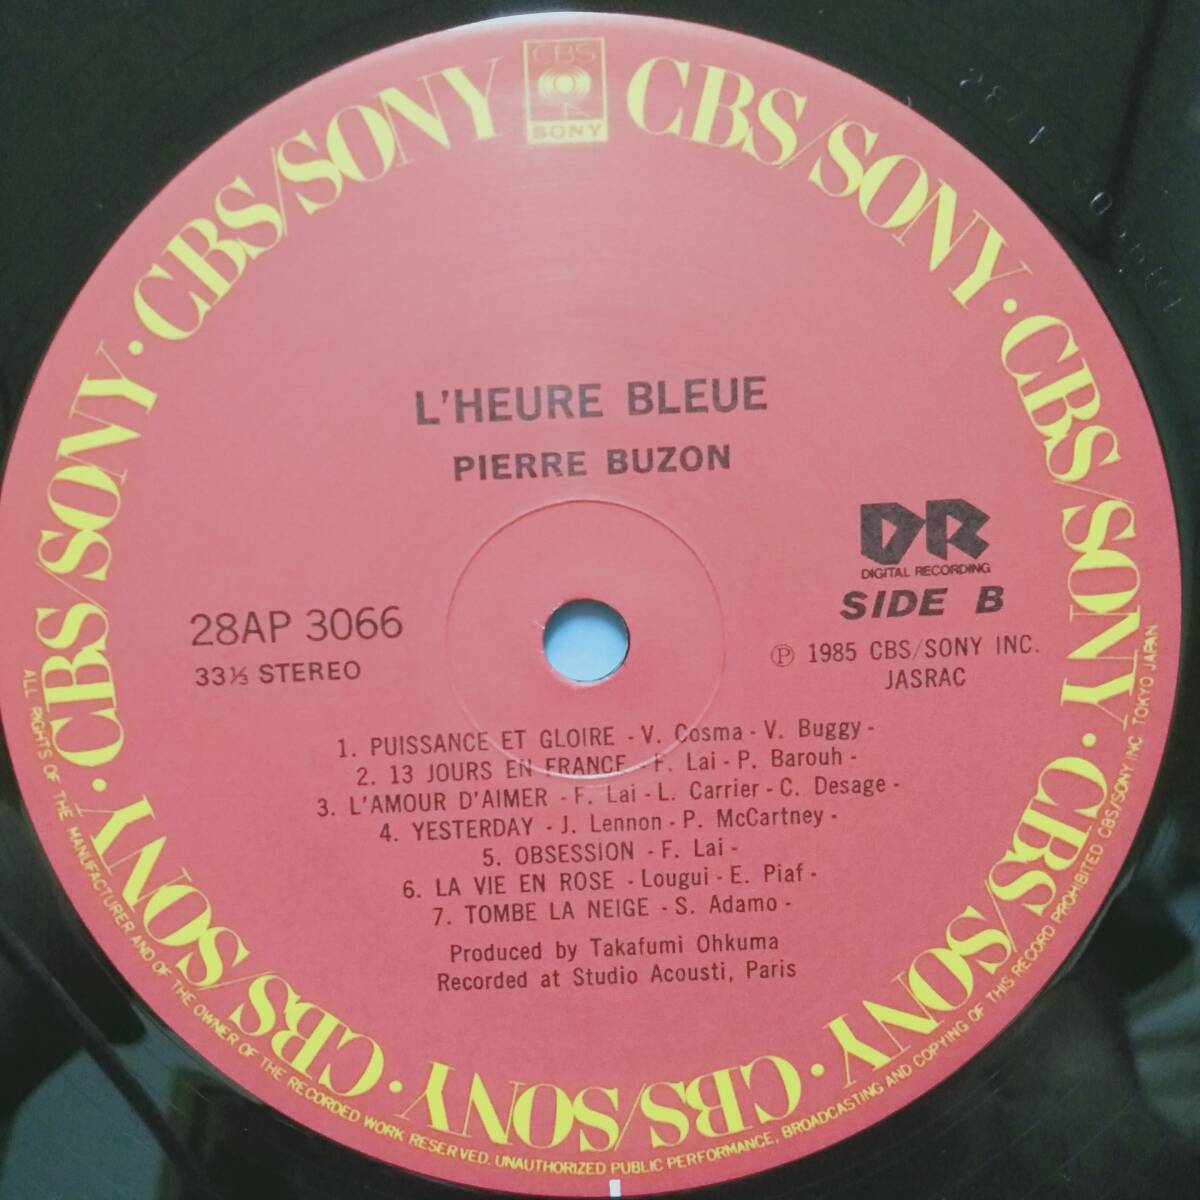 CBS
SONY
CBS/SONY · CBS/SONY · CBS/SONY · CBS/SONY · CBS/SONY · CBS/SONY · CBS/SONY · CBS/SONY · CBS/SONY
L'HEURE BLEUE
PIERRE BUZON
DR
DIGITAL RECORDING
SIDE B
28AP 3066
33⅓ STEREO
Ⓟ 1985 CBS/SONY INC.
JASRAC
1. PUISSANCE ET GLOIRE - V. Cosma - V. Buggy -
2. 13 JOURS EN FRANCE - F. Lai - P. Barouh -
3. L'AMOUR D'AIMER - F. Lai - L. Carrier - C. Desage -
4. YESTERDAY - J. Lennon - P. McCartney -
5. OBSESSION - F. Lai -
6. LA VIE EN ROSE - Lougui - E. Piaf -
7. TOMBE LA NEIGE - S. Adamo -
Produced by Takafumi Ohkuma
Recorded at Studio Acousti, Paris
ALL RIGHTS OF THE MANUFACTURER AND OF THE OWNER OF THE RECORDED WORK RESERVED. UNAUTHORIZED PUBLIC PERFORMANCE, BROADCASTING AND COPYING OF THIS RECORD PROHIBITED CBS/SONY INC. TOKYO JAPAN